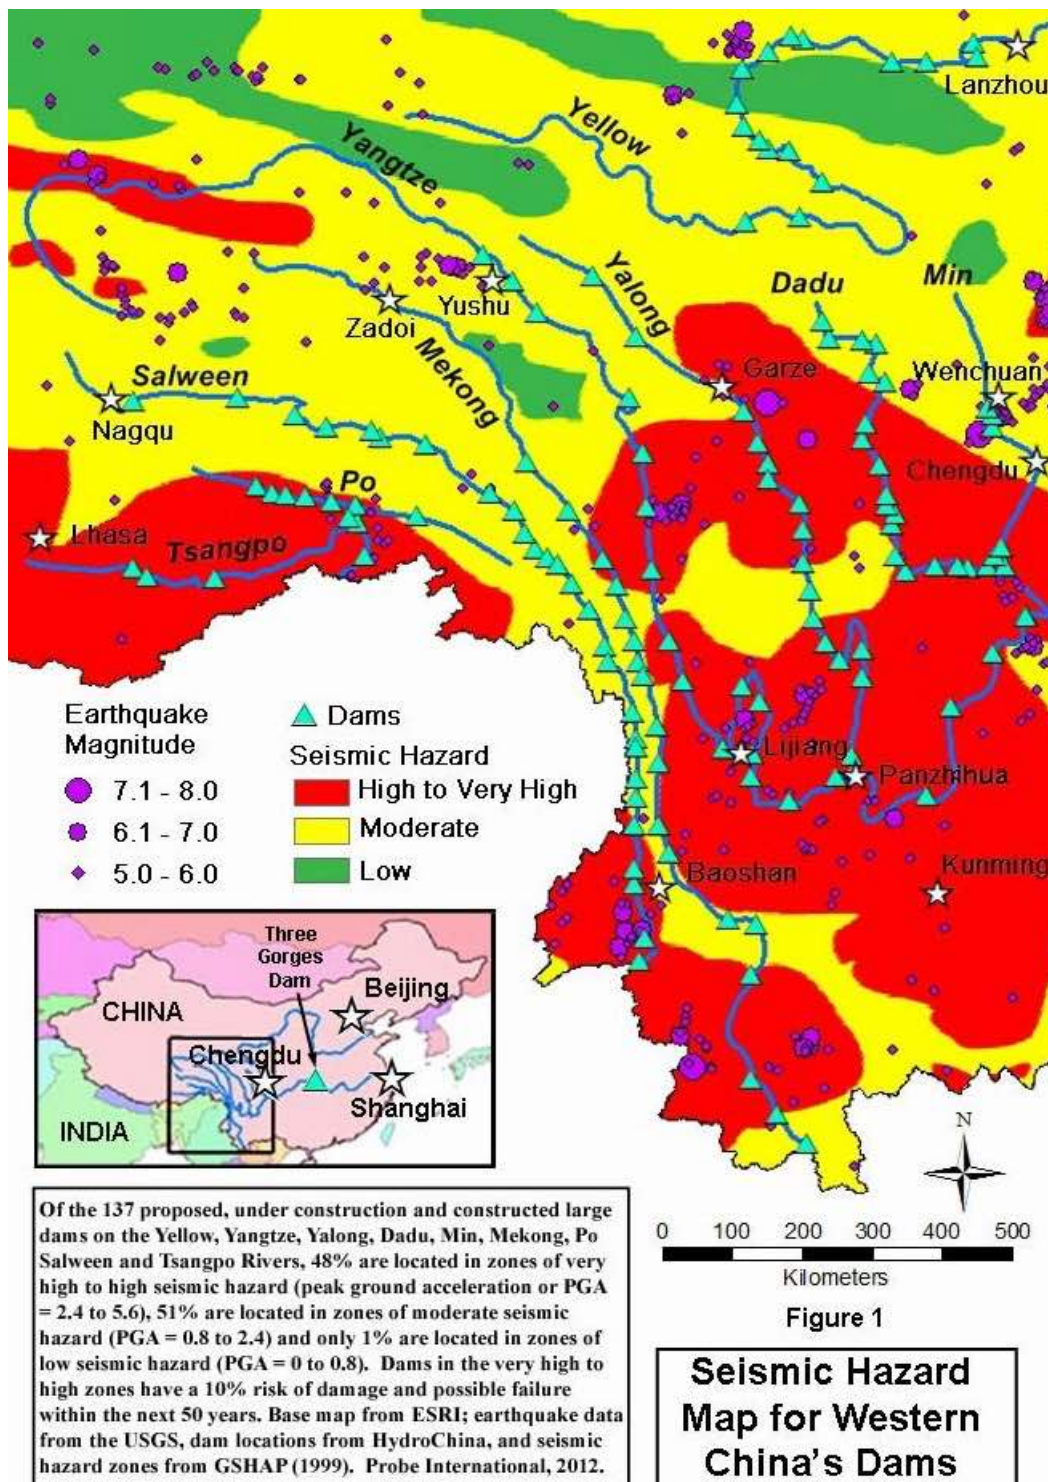 Lanzhou
Yellow
Yangtze
Yalong
Dadu
Min
Yushu
Zadoi
Mekong
Garze
Wenchuan
Salween
Nagqu
Chengdu
Po
Lhasa
Tsangpo
Earthquake
Magnitude
7.1 - 8.0
6.1 - 7.0
5.0 - 6.0
Dams
Seismic Hazard
High to Very High
Moderate
Low
Lijiang
Panzhihua
Baoshan
Kunming
Three
Gorges
Dam
Beijing
CHINA
Chengdu
Shanghai
INDIA
N
0 100 200 300 400 500
Kilometers
Figure 1
Seismic Hazard
Map for Western
China's Dams
Of the 137 proposed, under construction and constructed large
dams on the Yellow, Yangtze, Yalong, Dadu, Min, Mekong, Po
Salween and Tsangpo Rivers, 48% are located in zones of very
high to high seismic hazard (peak ground acceleration or PGA
= 2.4 to 5.6), 51% are located in zones of moderate seismic
hazard (PGA = 0.8 to 2.4) and only 1% are located in zones of
low seismic hazard (PGA = 0 to 0.8). Dams in the very high to
high zones have a 10% risk of damage and possible failure
within the next 50 years. Base map from ESRI; earthquake data
from the USGS, dam locations from HydroChina, and seismic
hazard zones from GSHAP (1999). Probe International, 2012.